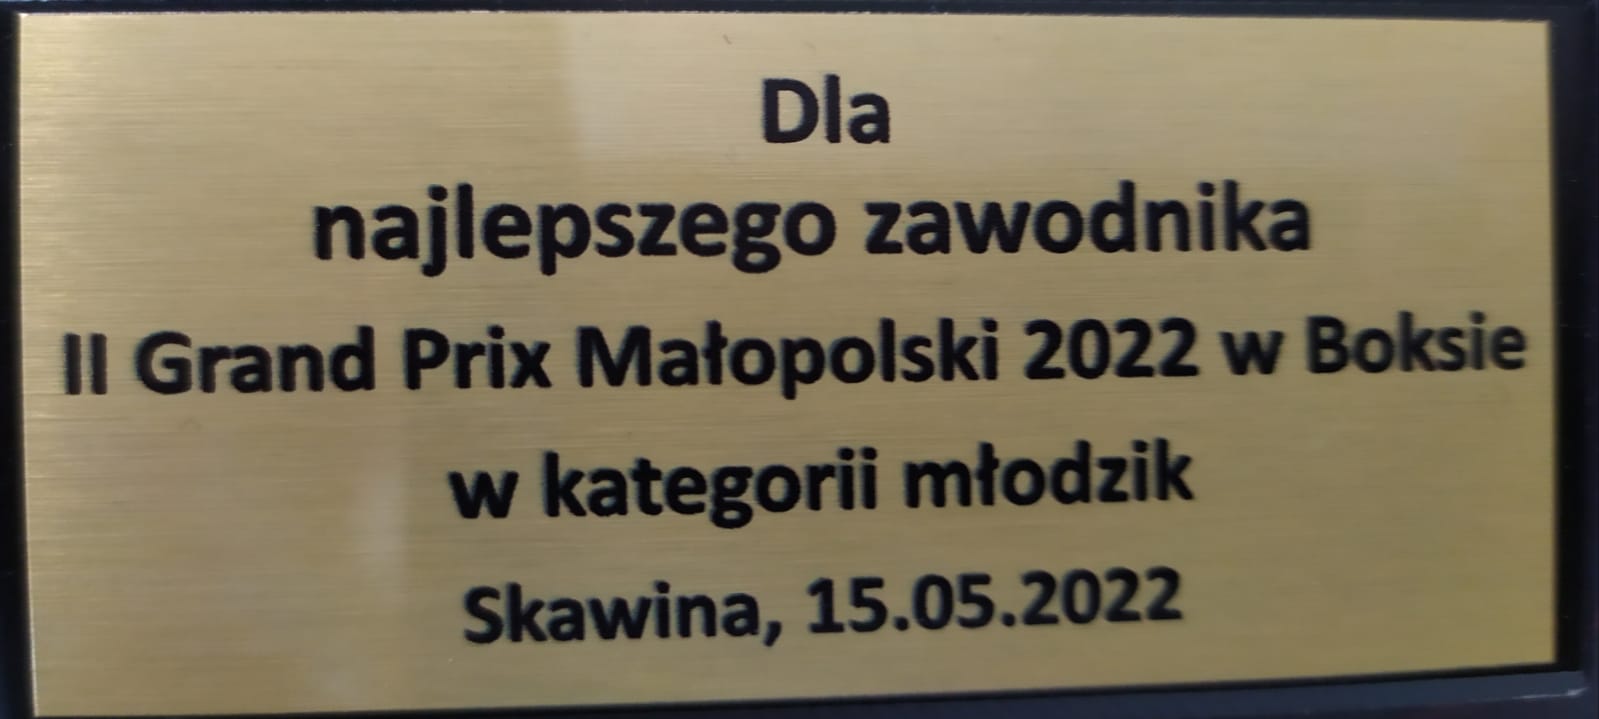 Dla
najlepszego zawodnika
II Grand Prix Małopolski 2022 w Boksie
w kategorii młodzik
Skawina, 15.05.2022